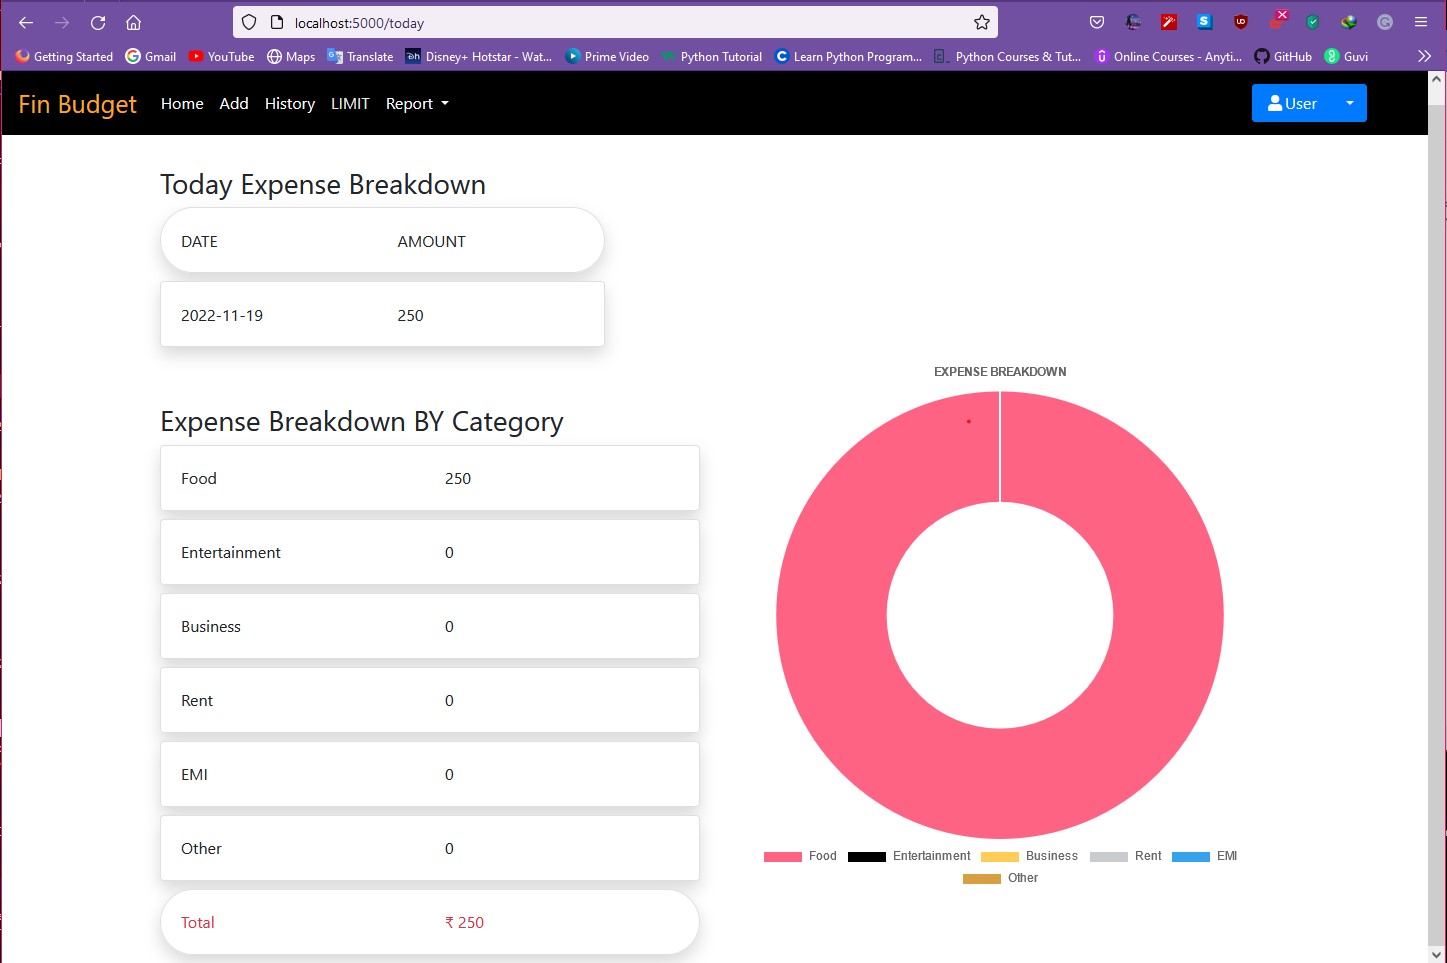 localhost:5000/today
Getting Started Gmail YouTube Maps Translate Disney+ Hotstar - Wat... Prime Video Python Tutorial Learn Python Program... Python Courses & Tut... Online Courses - Anyti... GitHub Guvi
Fin Budget Home Add History LIMIT Report User
Today Expense Breakdown
DATE AMOUNT
2022-11-19 250
EXPENSE BREAKDOWN
Expense Breakdown BY Category
Food 250
Entertainment 0
Business 0
Rent 0
EMI 0
Other 0
Food Entertainment Business Rent EMI
Other
Total ₹ 250